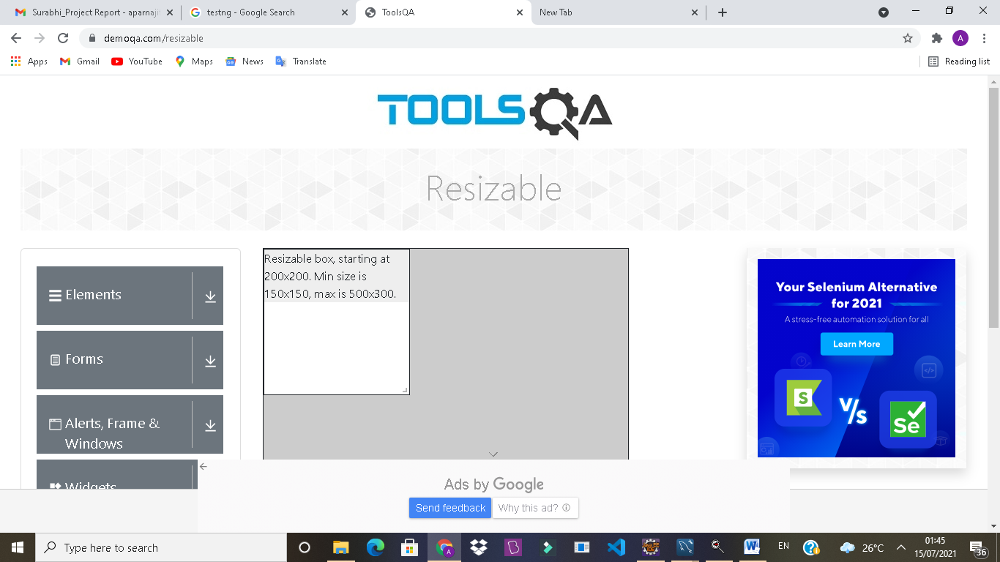 Surabhi_Project Report - aparnaji
testng - Google Search
ToolsQA
New Tab
demoqa.com/resizable
A
Apps
Gmail
YouTube
Maps
News
Translate
Reading list
TOOLSQA
Resizable
Elements
Forms
Alerts, Frame &
Windows
Widgets
Resizable box, starting at
200x200. Min size is
150x150, max is 500x300.
Your Selenium Alternative
for 2021
A stress-free automation solution for all
Learn More
S
V/s
Se
Ads by Google
Send feedback
Why this ad?
Type here to search
EN
26°C
01:45
15/07/2021
36